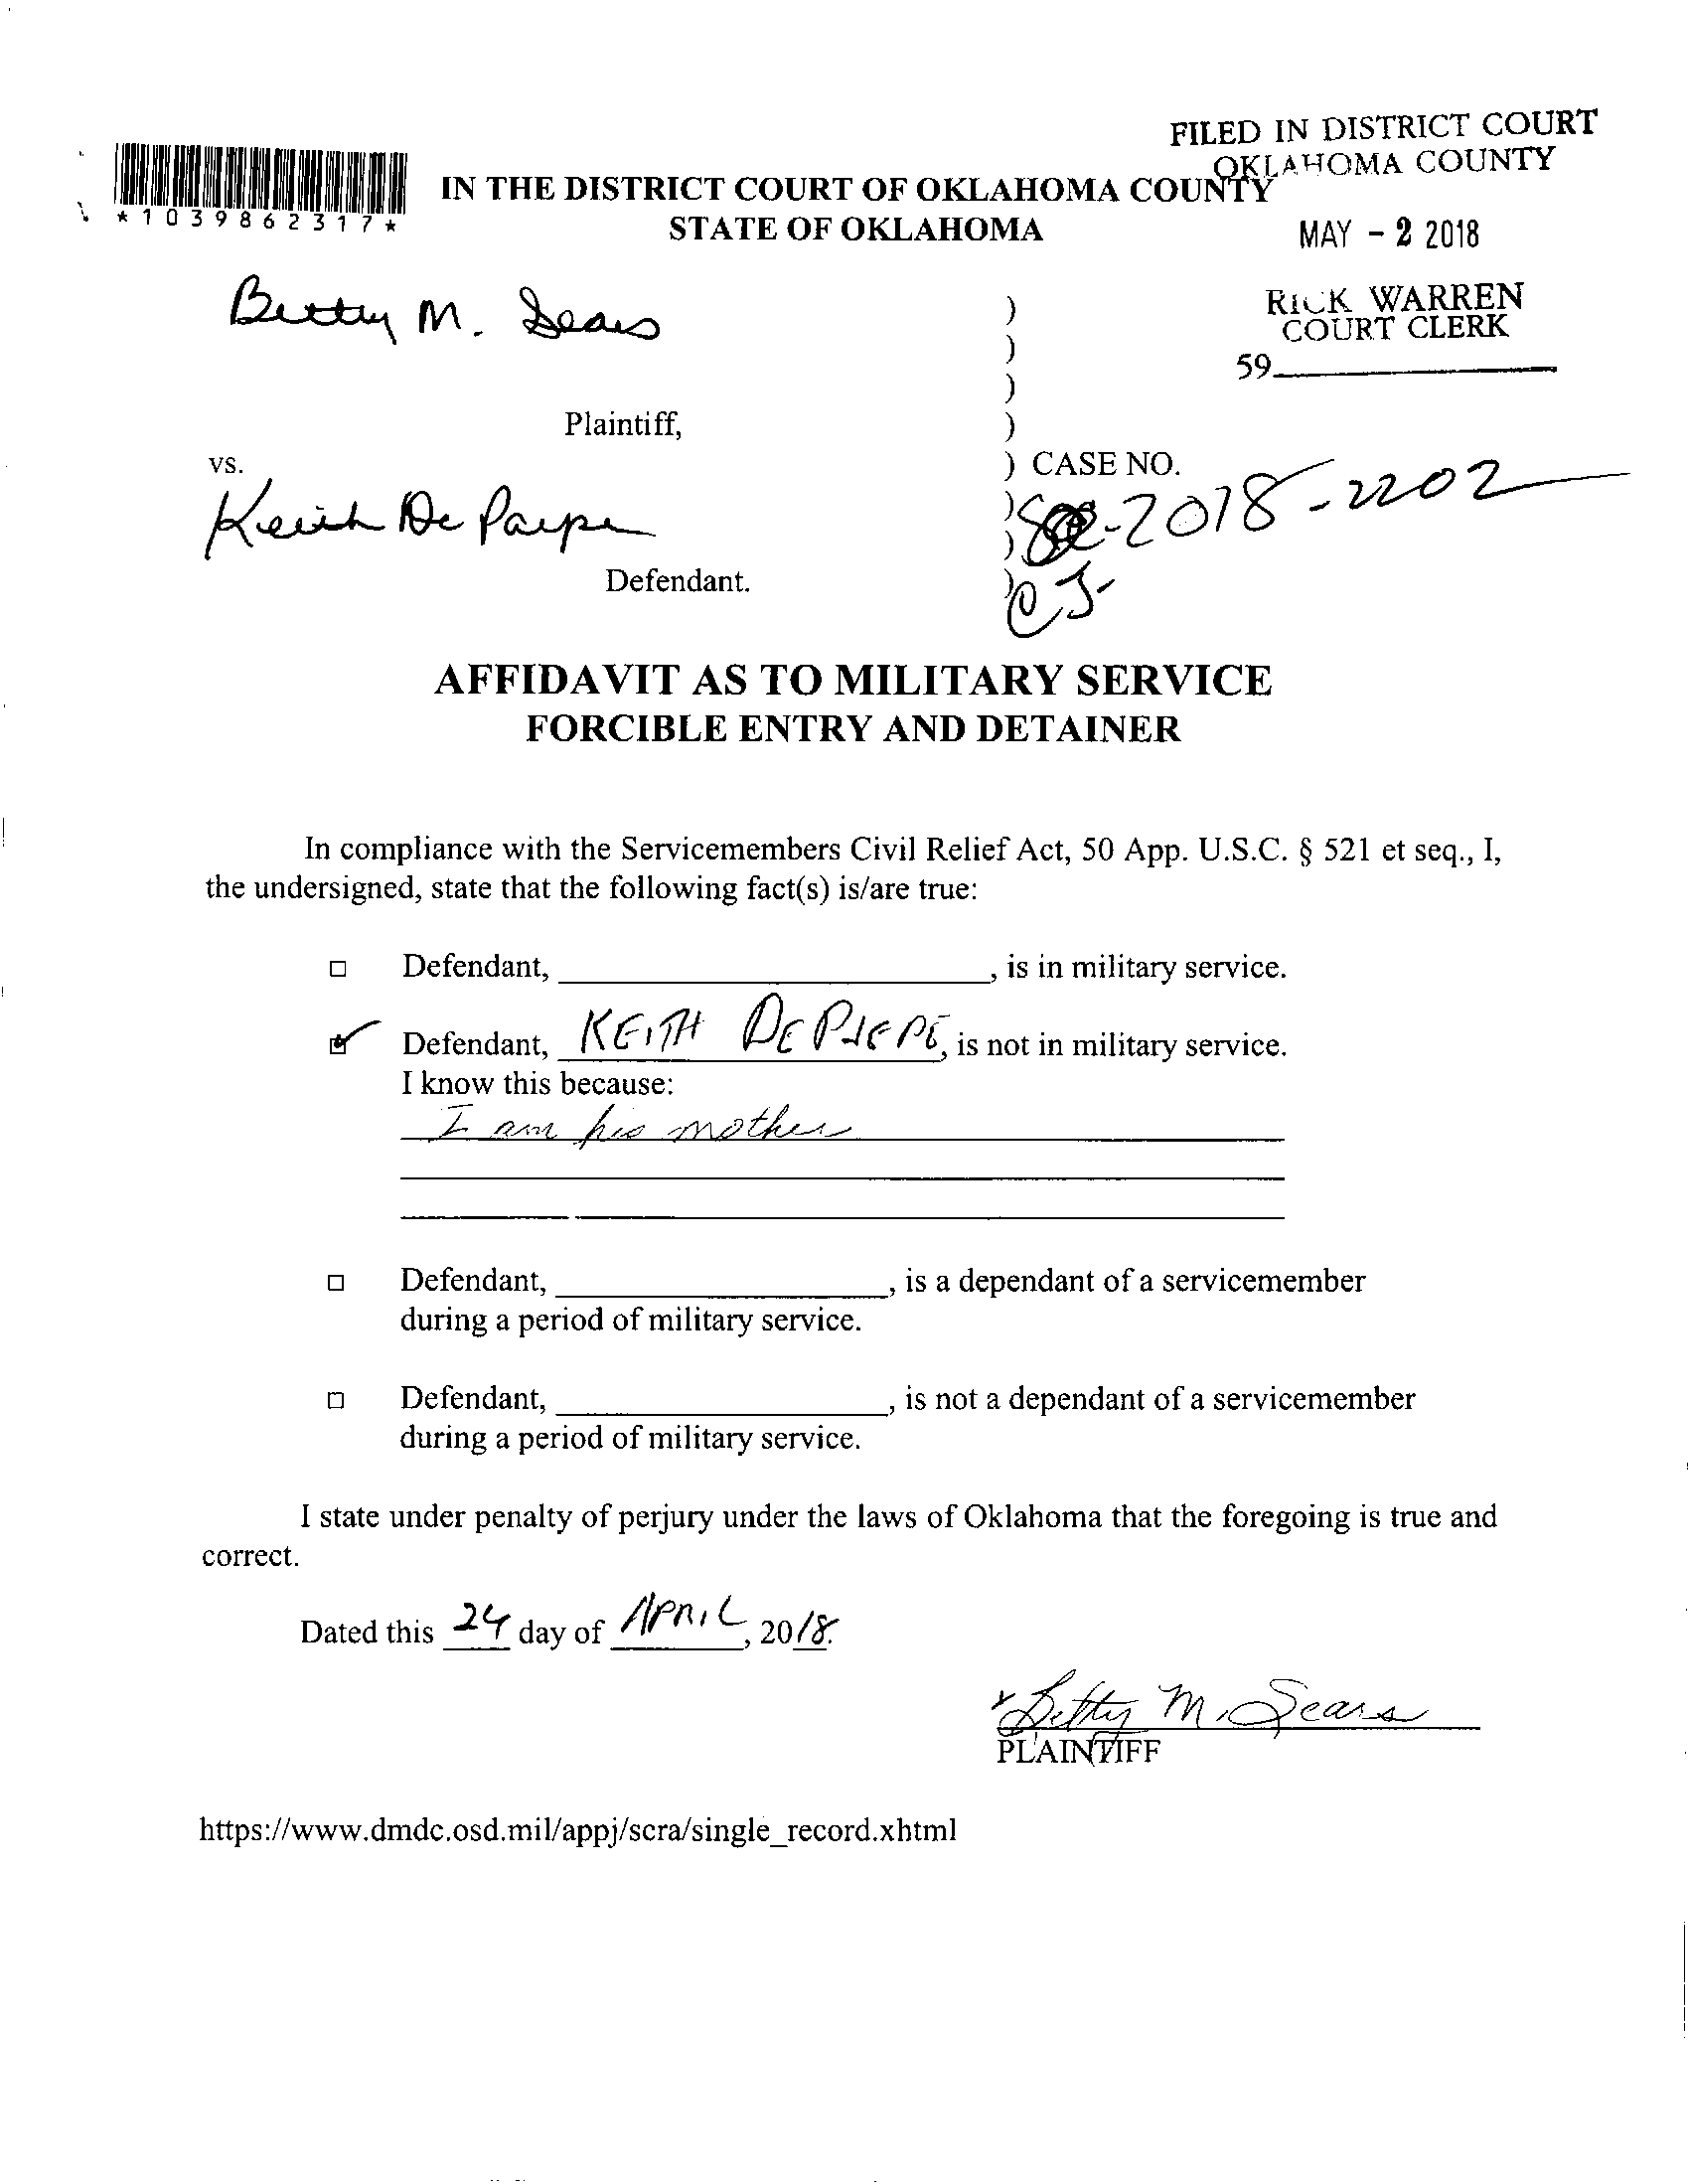 FILED IN DISTRICT COURT
OKLAHOMA COUNTY
*1039862317*
IN THE DISTRICT COURT OF OKLAHOMA COUNTY
STATE OF OKLAHOMA
MAY - 2 2018
RICK WARREN
COURT CLERK
59
Betty M. Sears
)
)
)
Plaintiff, )
vs. ) CASE NO.
Keith De ) -2018-2202
)
Defendant. ) CJ-
AFFIDAVIT AS TO MILITARY SERVICE
FORCIBLE ENTRY AND DETAINER
In compliance with the Servicemembers Civil Relief Act, 50 App. U.S.C. § 521 et seq., I,
the undersigned, state that the following fact(s) is/are true:
Defendant, , is in military service.
Defendant, KEITH DEPIEPE, is not in military service.
I know this because:
I am his mother
Defendant, , is a dependant of a servicemember
during a period of military service.
Defendant, , is not a dependant of a servicemember
during a period of military service.
I state under penalty of perjury under the laws of Oklahoma that the foregoing is true and
correct.
Dated this 24 day of APRIL, 2018.
x Betty M. Sears
PLAINTIFF
https://www.dmdc.osd.mil/appj/scra/single_record.xhtml